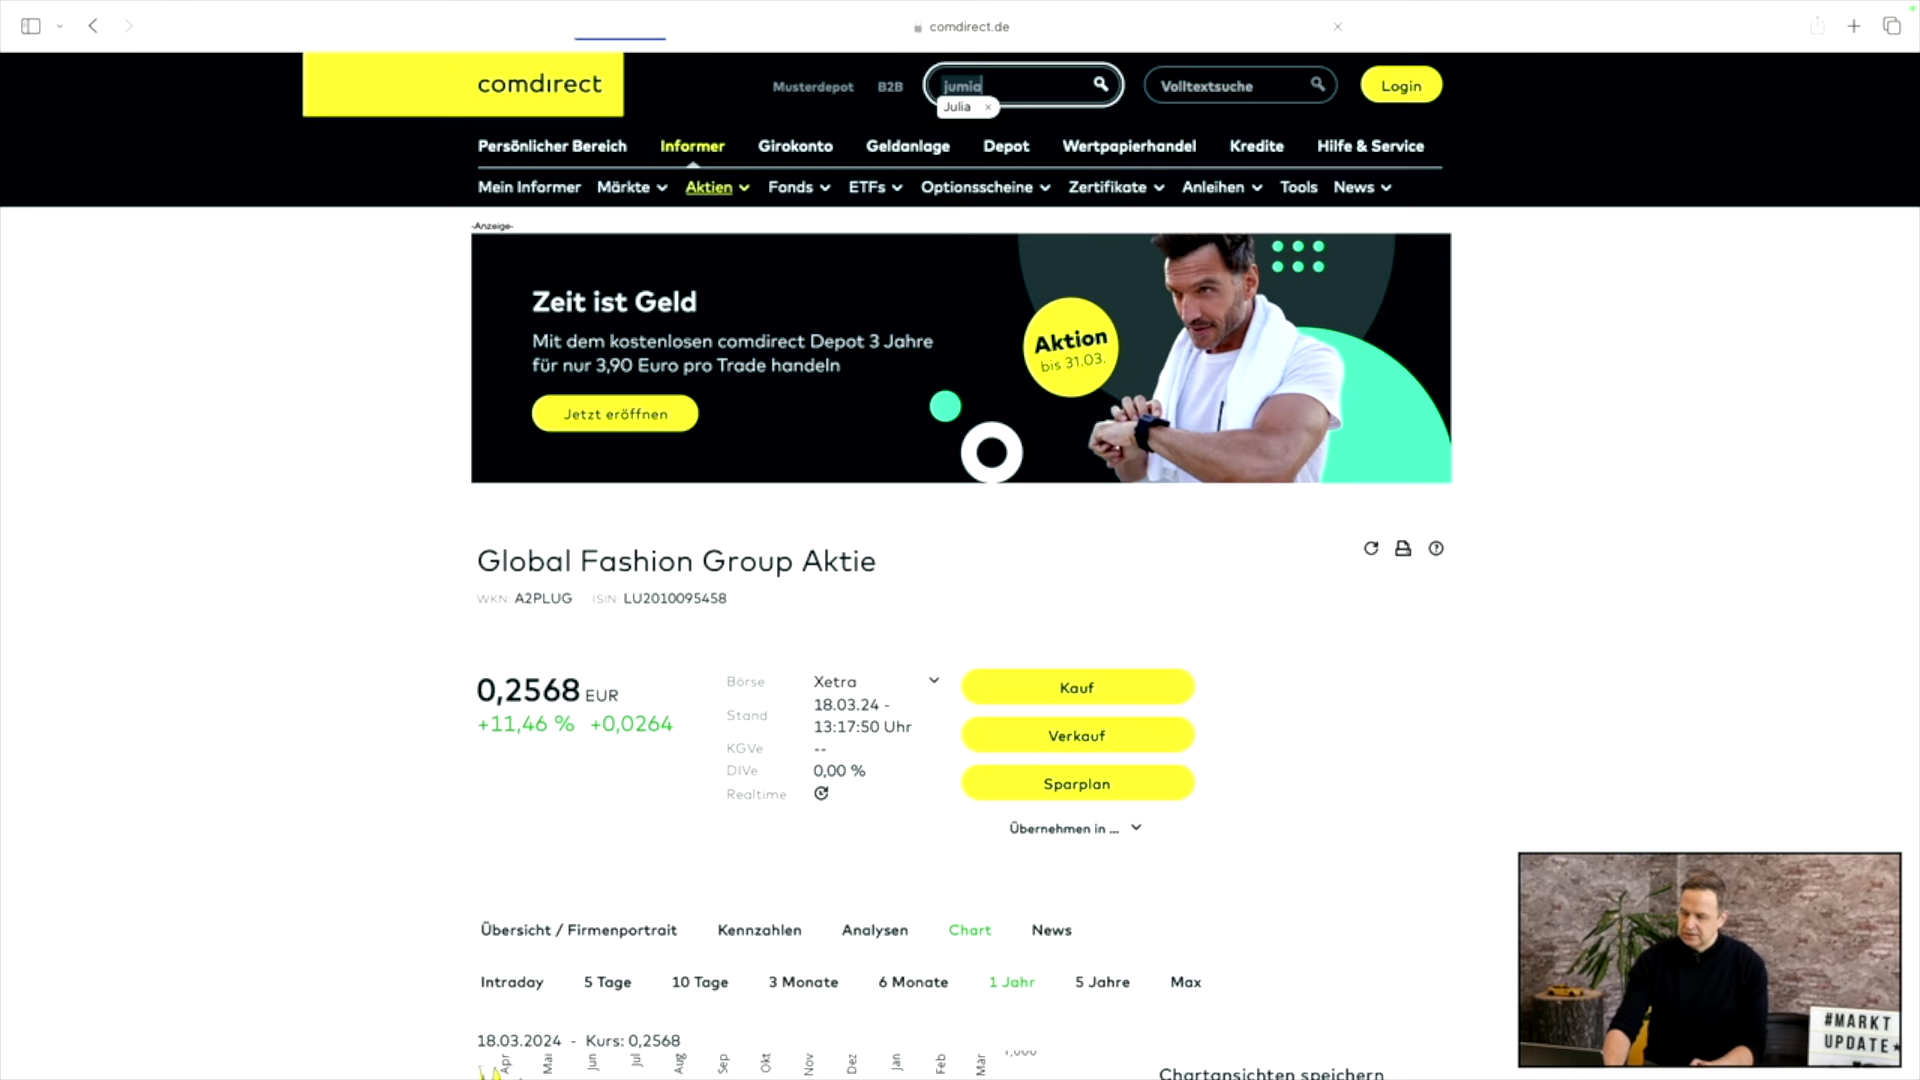 comdirect.de
comdirect
Musterdepot
B2B
jumia
Julia
Volltextsuche
Login
Persönlicher Bereich
Informer
Girokonto
Geldanlage
Depot
Wertpapierhandel
Kredite
Hilfe & Service
Mein Informer
Märkte
Aktien
Fonds
ETFs
Optionsscheine
Zertifikate
Anleihen
Tools
News
-Anzeige-
Zeit ist Geld
Mit dem kostenlosen comdirect Depot 3 Jahre
für nur 3,90 Euro pro Trade handeln
Jetzt eröffnen
Aktion
bis 31.03.
Global Fashion Group Aktie
WKN: A2PLUG ISIN: LU2010095458
0,2568 EUR
+11,46 % +0,0264
Börse Xetra
Stand 18.03.24 -
13:17:50 Uhr
KGVe --
DIVe 0,00 %
Realtime
Kauf
Verkauf
Sparplan
Übernehmen in ...
Übersicht / Firmenportrait
Kennzahlen
Analysen
Chart
News
Intraday
5 Tage
10 Tage
3 Monate
6 Monate
1 Jahr
5 Jahre
Max
18.03.2024 - Kurs: 0,2568
Apr
Mai
Jun
Jul
Aug
Sep
Okt
Nov
Dez
Jan
Feb
Mär
1,000
Chartansichten speichern
#MARKT
UPDATE★